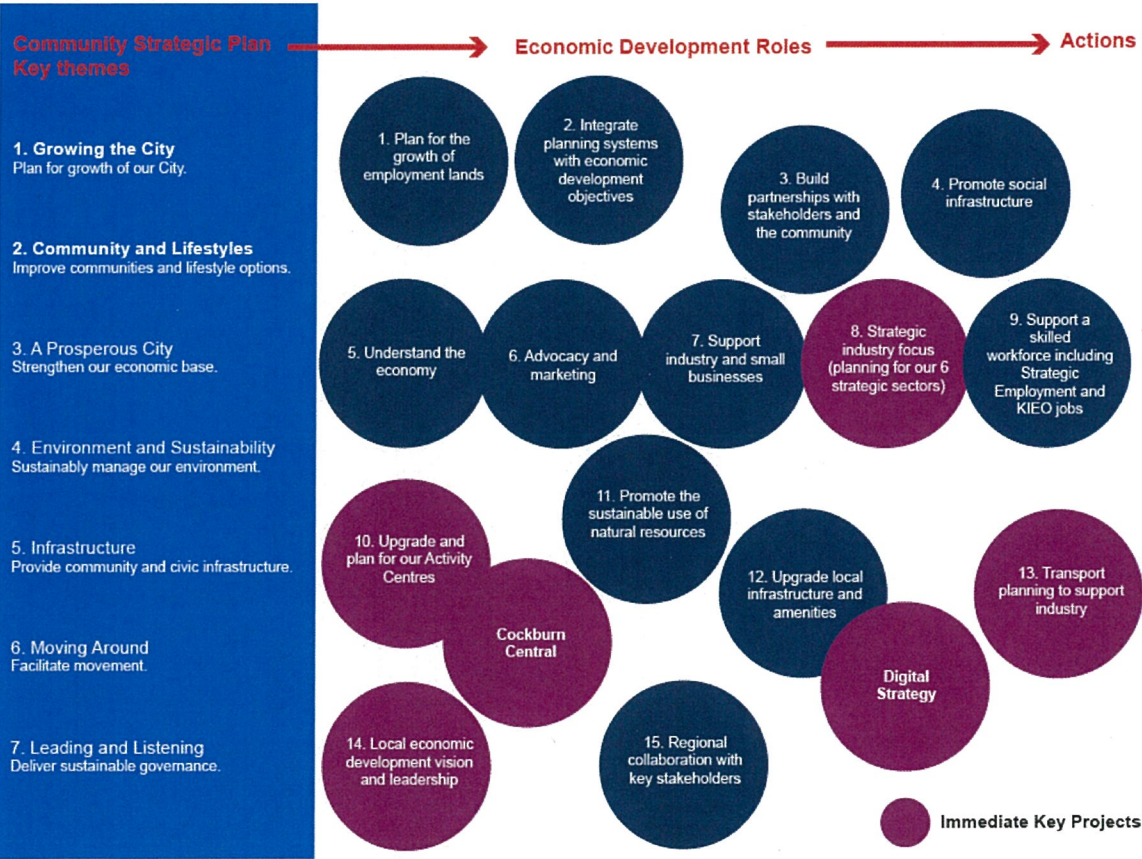 Community Strategic Plan
Key themes
Economic Development Roles
Actions
1. Growing the City
Plan for growth of our City.
2. Community and Lifestyles
Improve communities and lifestyle options.
3. A Prosperous City
Strengthen our economic base.
4. Environment and Sustainability
Sustainably manage our environment.
5. Infrastructure
Provide community and civic infrastructure.
6. Moving Around
Facilitate movement.
7. Leading and Listening
Deliver sustainable governance.
1. Plan for the
growth of
employment lands
2. Integrate
planning systems
with economic
development
objectives
3. Build
partnerships with
stakeholders and
the community
4. Promote social
infrastructure
5. Understand the
economy
6. Advocacy and
marketing
7. Support
industry and small
businesses
8. Strategic
industry focus
(planning for our 6
strategic sectors)
9. Support a
skilled
workforce including
Strategic
Employment and
KIEO jobs
10. Upgrade and
plan for our Activity
Centres
Cockburn
Central
11. Promote the
sustainable use of
natural resources
12. Upgrade local
infrastructure and
amenities
Digital
Strategy
13. Transport
planning to support
industry
14. Local economic
development vision
and leadership
15. Regional
collaboration with
key stakeholders
Immediate Key Projects